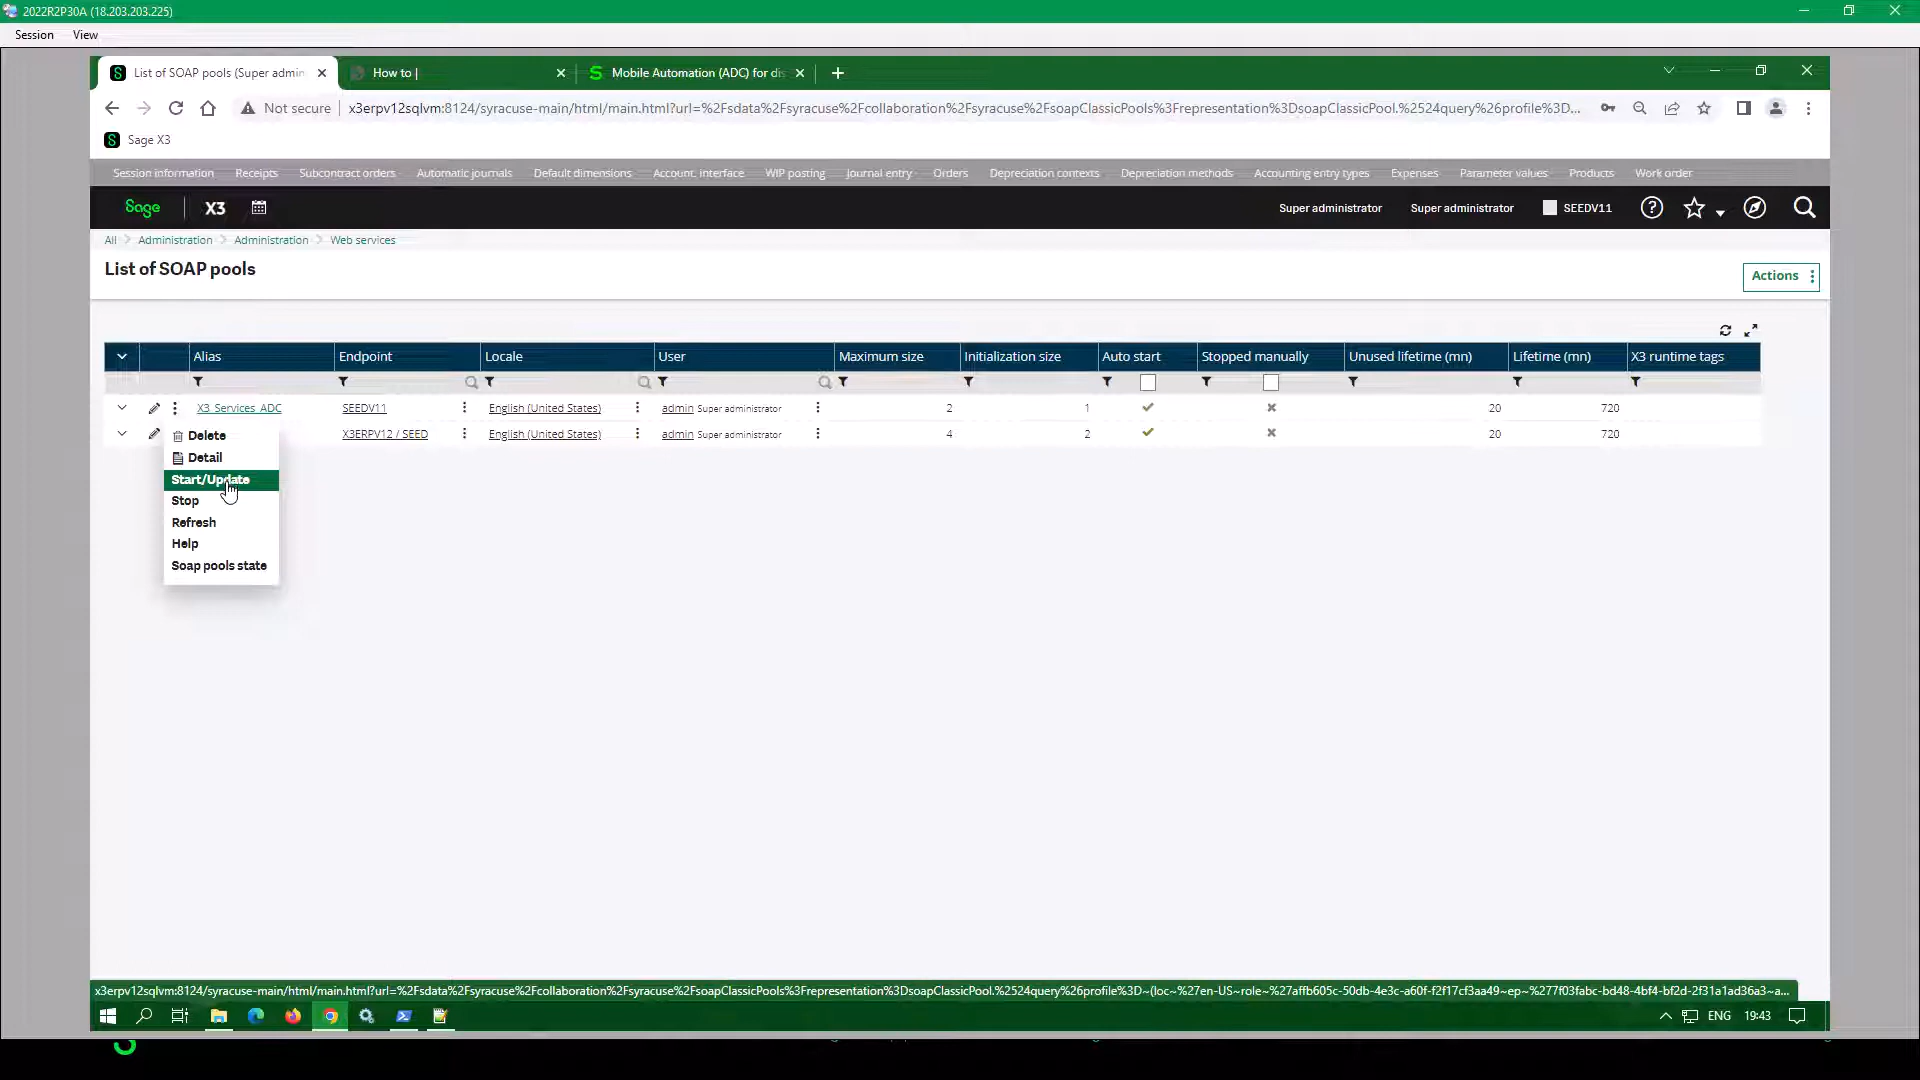 2022R2P30A (18.203.203.225)
Session View
List of SOAP pools (Super admin
How to |
Mobile Automation (ADC) for dis
Not secure
x3erpv12sqlvm:8124/syracuse-main/html/main.html?url=%2Fsdata%2Fsyracuse%2Fcollaboration%2Fsyracuse%2FsoapClassicPools%3Frepresentation%3DsoapClassicPool.%2524query%26profile%3D...
Sage X3
Session information Receipts Subcontract orders Automatic journals Default dimensions Account. interface WIP posting Journal entry Orders Depreciation contexts Depreciation methods Accounting entry types Expenses Parameter values Products Work order
Sage X3 Super administrator Super administrator SEEDV11
All Administration Administration Web services
List of SOAP pools
Actions
Alias Endpoint Locale User Maximum size Initialization size Auto start Stopped manually Unused lifetime (mn) Lifetime (mn) X3 runtime tags
X3_Services_ADC SEEDV11 English (United States) admin Super administrator 2 1 20 720
X3ERPV12 / SEED English (United States) admin Super administrator 4 2 20 720
Delete
Detail
Start/Update
Stop
Refresh
Help
Soap pools state
x3erpv12sqlvm:8124/syracuse-main/html/main.html?url=%2Fsdata%2Fsyracuse%2Fcollaboration%2Fsyracuse%2FsoapClassicPools%3Frepresentation%3DsoapClassicPool.%2524query%26profile%3D~(loc~%27en-US~role~%27affb605c-50db-4e3c-a60f-f2f17cf3aa49~ep~%277f03fabc-bd48-4bf4-bf2d-2f31a1ad36a3~a...
ENG 19:43